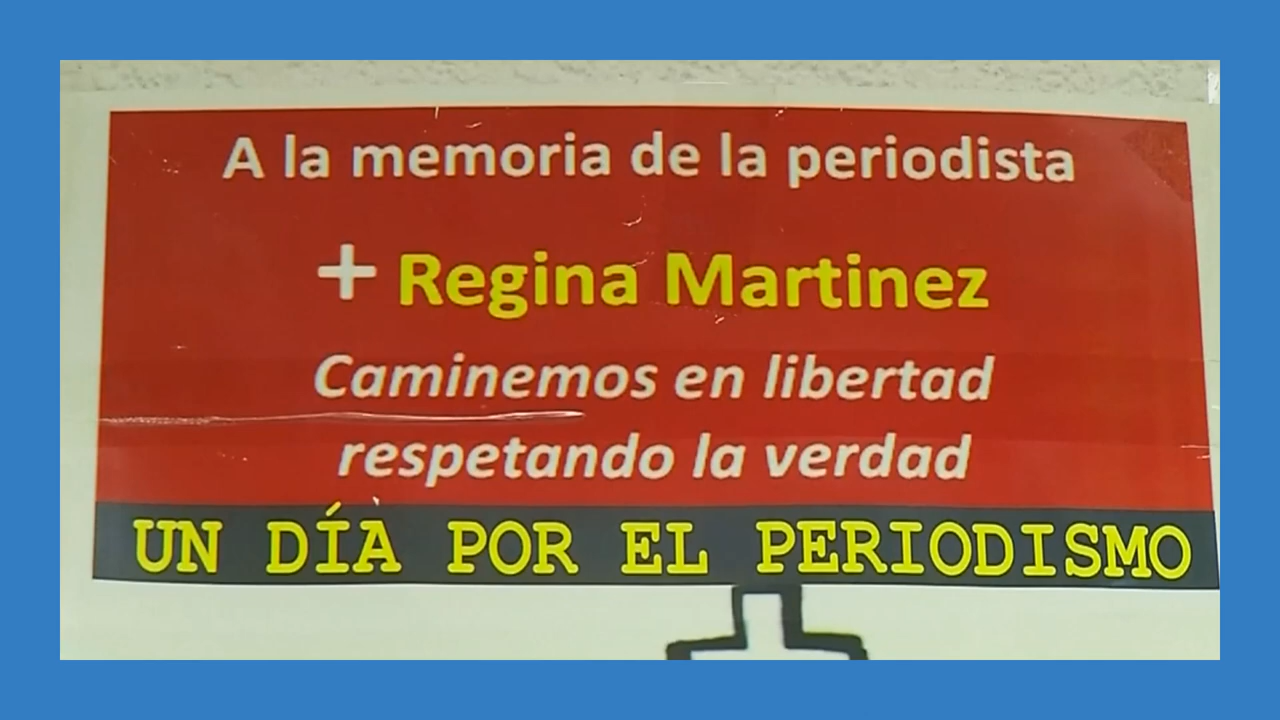 A la memoria de la periodista
+ Regina Martinez
Caminemos en libertad
respetando la verdad
UN DÍA POR EL PERIODISMO